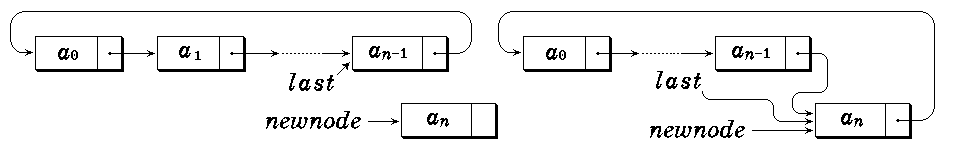 a0 a1 an-1
last
newnode an
a0 an-1
last
newnode an